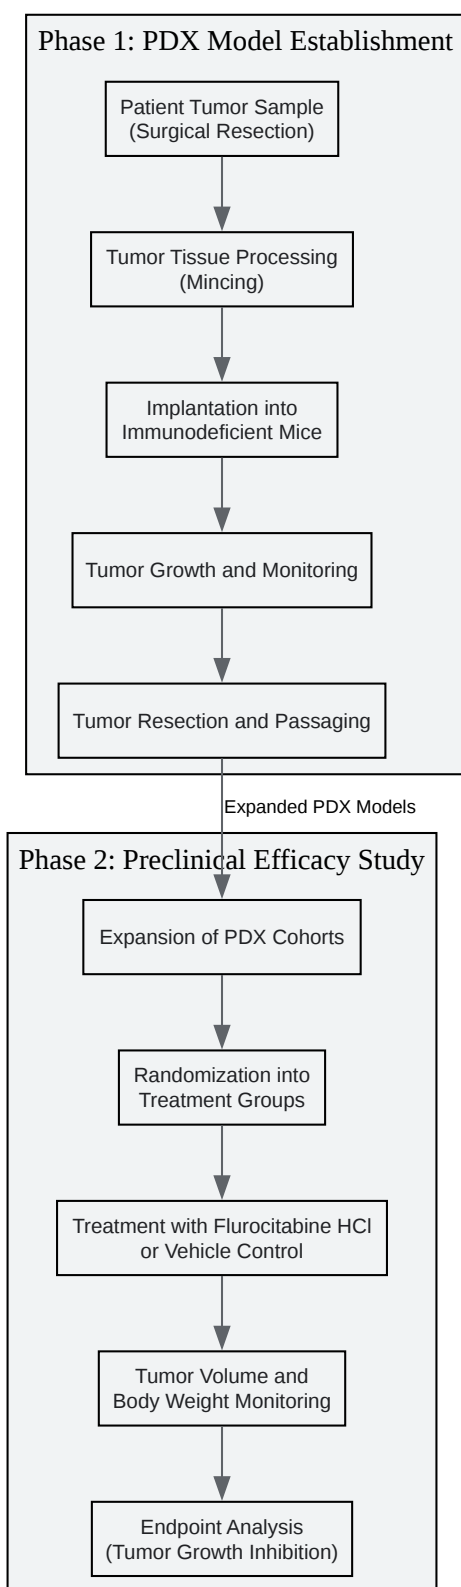 Phase 1: PDX Model Establishment
Patient Tumor Sample
(Surgical Resection)
Tumor Tissue Processing
(Mincing)
Implantation into
Immunodeficient Mice
Tumor Growth and Monitoring
Tumor Resection and Passaging
Expanded PDX Models
Phase 2: Preclinical Efficacy Study
Expansion of PDX Cohorts
Randomization into
Treatment Groups
Treatment with Flurocitabine HCl
or Vehicle Control
Tumor Volume and
Body Weight Monitoring
Endpoint Analysis
(Tumor Growth Inhibition)